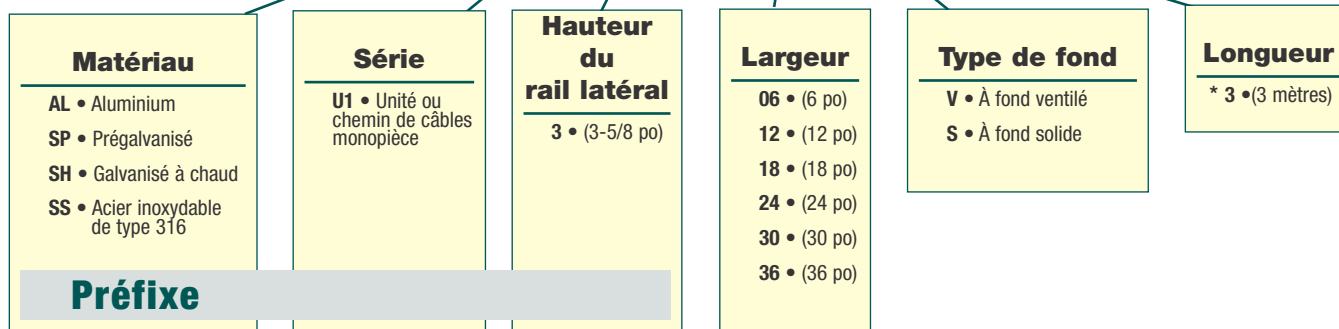 Matériau
AL • Aluminium
SP • Prégalvanisé
SH • Galvanisé à chaud
SS • Acier inoxydable
de type 316
Série
U1 • Unité ou
chemin de câbles
monopièce
Hauteur
du
rail latéral
3 • (3-5/8 po)
Préfixe
Largeur
06 • (6 po)
12 • (12 po)
18 • (18 po)
24 • (24 po)
30 • (30 po)
36 • (36 po)
Type de fond
V • À fond ventilé
S • À fond solide
Longueur
* 3 •(3 mètres)